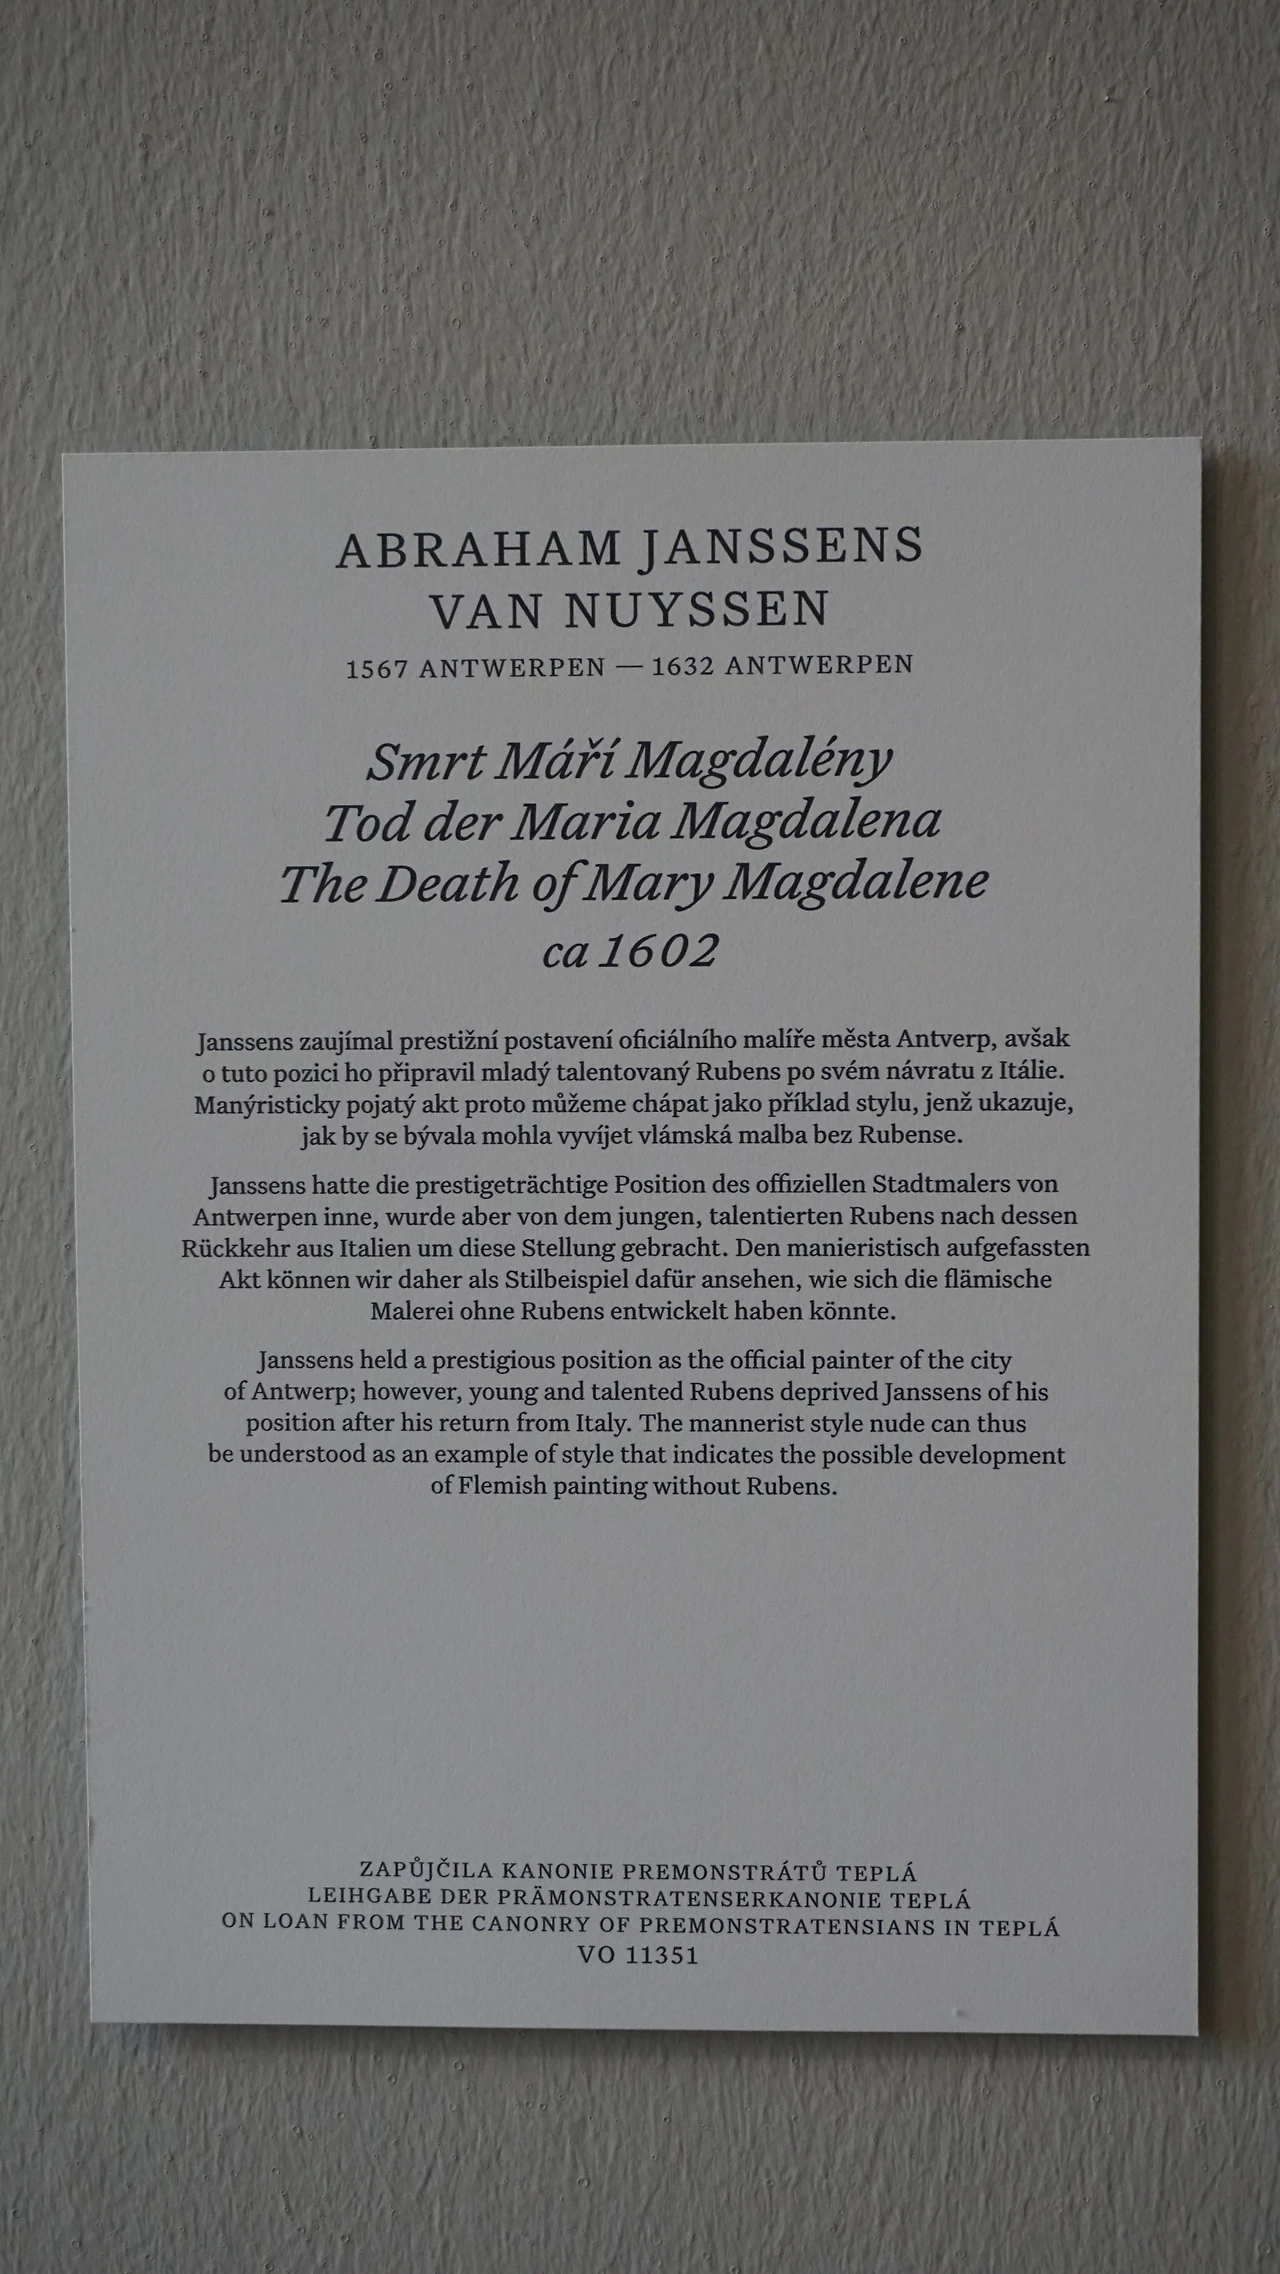 ABRAHAM JANSSENS
VAN NUYSSEN
1567 ANTWERPEN — 1632 ANTWERPEN
Smrt Máří Magdalény
Tod der Maria Magdalena
The Death of Mary Magdalene
ca 1602
Janssens zaujímal prestižní postavení oficiálního malíře města Antverp, avšak
o tuto pozici ho připravil mladý talentovaný Rubens po svém návratu z Itálie.
Manýristicky pojatý akt proto můžeme chápat jako příklad stylu, jenž ukazuje,
jak by se bývala mohla vyvíjet vlámská malba bez Rubense.
Janssens hatte die prestigeträchtige Position des offiziellen Stadtmalers von
Antwerpen inne, wurde aber von dem jungen, talentierten Rubens nach dessen
Rückkehr aus Italien um diese Stellung gebracht. Den manieristisch aufgefassten
Akt können wir daher als Stilbeispiel dafür ansehen, wie sich die flämische
Malerei ohne Rubens entwickelt haben könnte.
Janssens held a prestigious position as the official painter of the city
of Antwerp; however, young and talented Rubens deprived Janssens of his
position after his return from Italy. The mannerist style nude can thus
be understood as an example of style that indicates the possible development
of Flemish painting without Rubens.
ZAPŮJČILA KANONIE PREMONSTRÁTŮ TEPLÁ
LEIHGABE DER PRÄMONSTRATENSERKANONIE TEPLÁ
ON LOAN FROM THE CANONRY OF PREMONSTRATENSIANS IN TEPLÁ
VO 11351